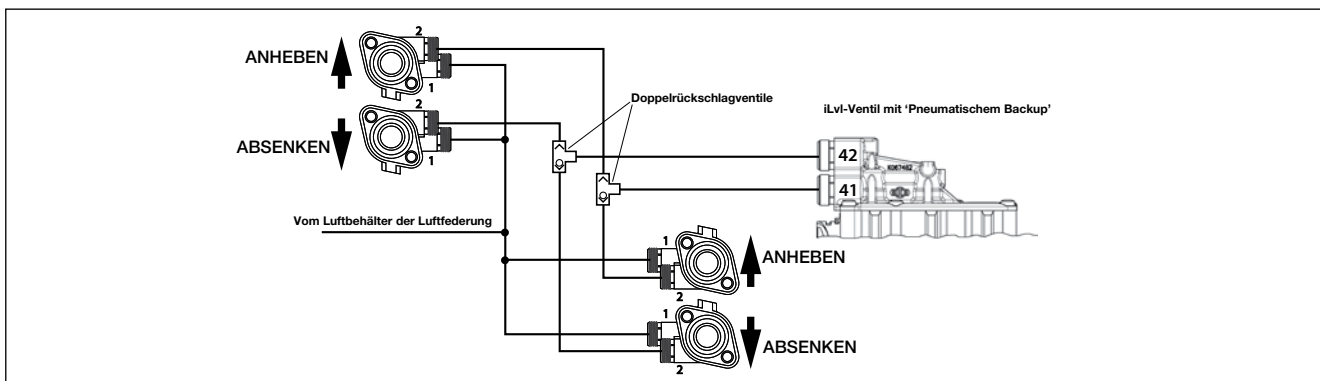 2
ANHEBEN
1
2
ABSENKEN
1
Doppelrückschlagventile
iLvl-Ventil mit ‘Pneumatischem Backup’
42
K067482
41
Vom Luftbehälter der Luftfederung
1
ANHEBEN
2
1
ABSENKEN
2